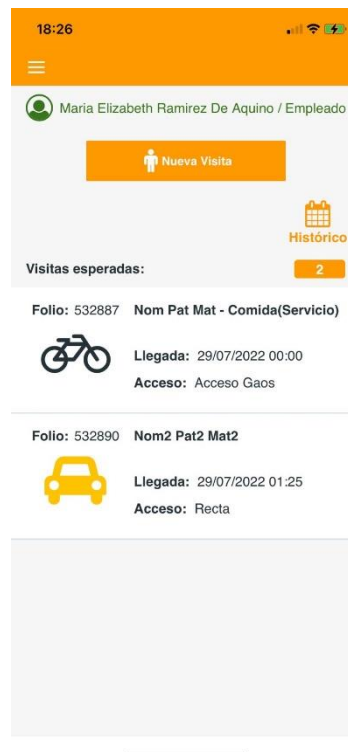 18:26
Maria Elizabeth Ramirez De Aquino / Empleado
Nueva Visita
Histórico
Visitas esperadas: 2
Folio: 532887 Nom Pat Mat - Comida(Servicio)
Llegada: 29/07/2022 00:00
Acceso: Acceso Gaos
Folio: 532890 Nom2 Pat2 Mat2
Llegada: 29/07/2022 01:25
Acceso: Recta